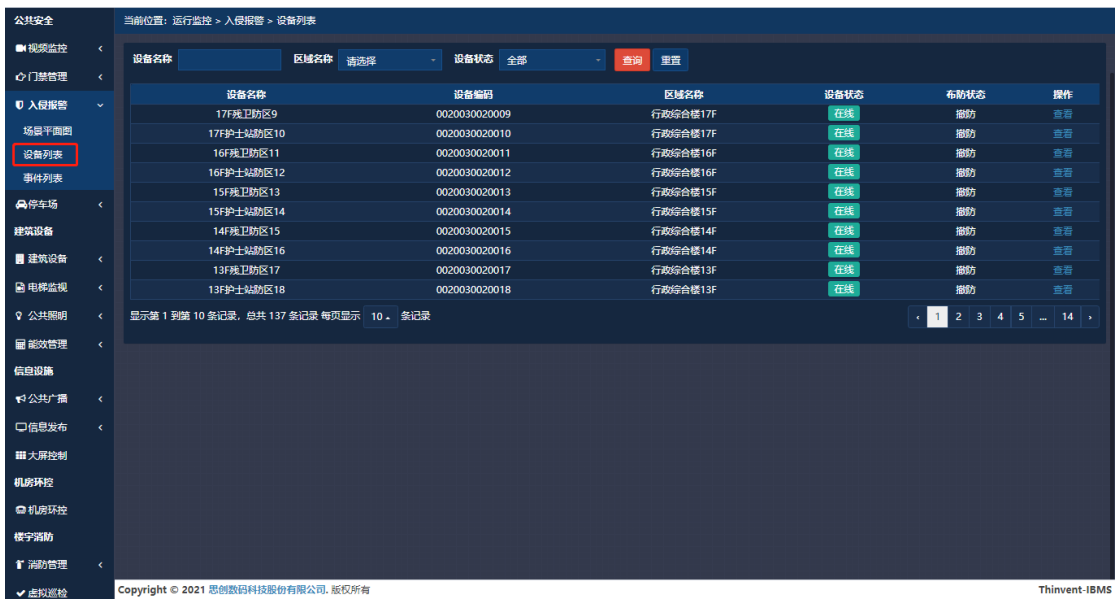 公共安全
当前位置：运行监控 > 入侵报警 > 设备列表
视频监控
门禁管理
入侵报警
场景平面图
设备列表
事件列表
停车场
建筑设备
建筑设备
电梯监视
公共照明
能效管理
信息设施
公共广播
信息发布
大屏控制
机房环控
机房环控
楼宇消防
消防管理
虚拟巡检
设备名称 区域名称 请选择 设备状态 全部 查询 重置
设备名称 设备编码 区域名称 设备状态 布防状态 操作
17F残卫防区9 0020030020009 行政综合楼17F 在线 撤防 查看
17F护士站防区10 0020030020010 行政综合楼17F 在线 撤防 查看
16F残卫防区11 0020030020011 行政综合楼16F 在线 撤防 查看
16F护士站防区12 0020030020012 行政综合楼16F 在线 撤防 查看
15F残卫防区13 0020030020013 行政综合楼15F 在线 撤防 查看
15F护士站防区14 0020030020014 行政综合楼15F 在线 撤防 查看
14F残卫防区15 0020030020015 行政综合楼14F 在线 撤防 查看
14F护士站防区16 0020030020016 行政综合楼14F 在线 撤防 查看
13F残卫防区17 0020030020017 行政综合楼13F 在线 撤防 查看
13F护士站防区18 0020030020018 行政综合楼13F 在线 撤防 查看
显示第 1 到第 10 条记录，总共 137 条记录 每页显示 10 条记录 ‹ 1 2 3 4 5 ... 14 ›
Copyright © 2021 思创数码科技股份有限公司. 版权所有 Thinvent-IBMS